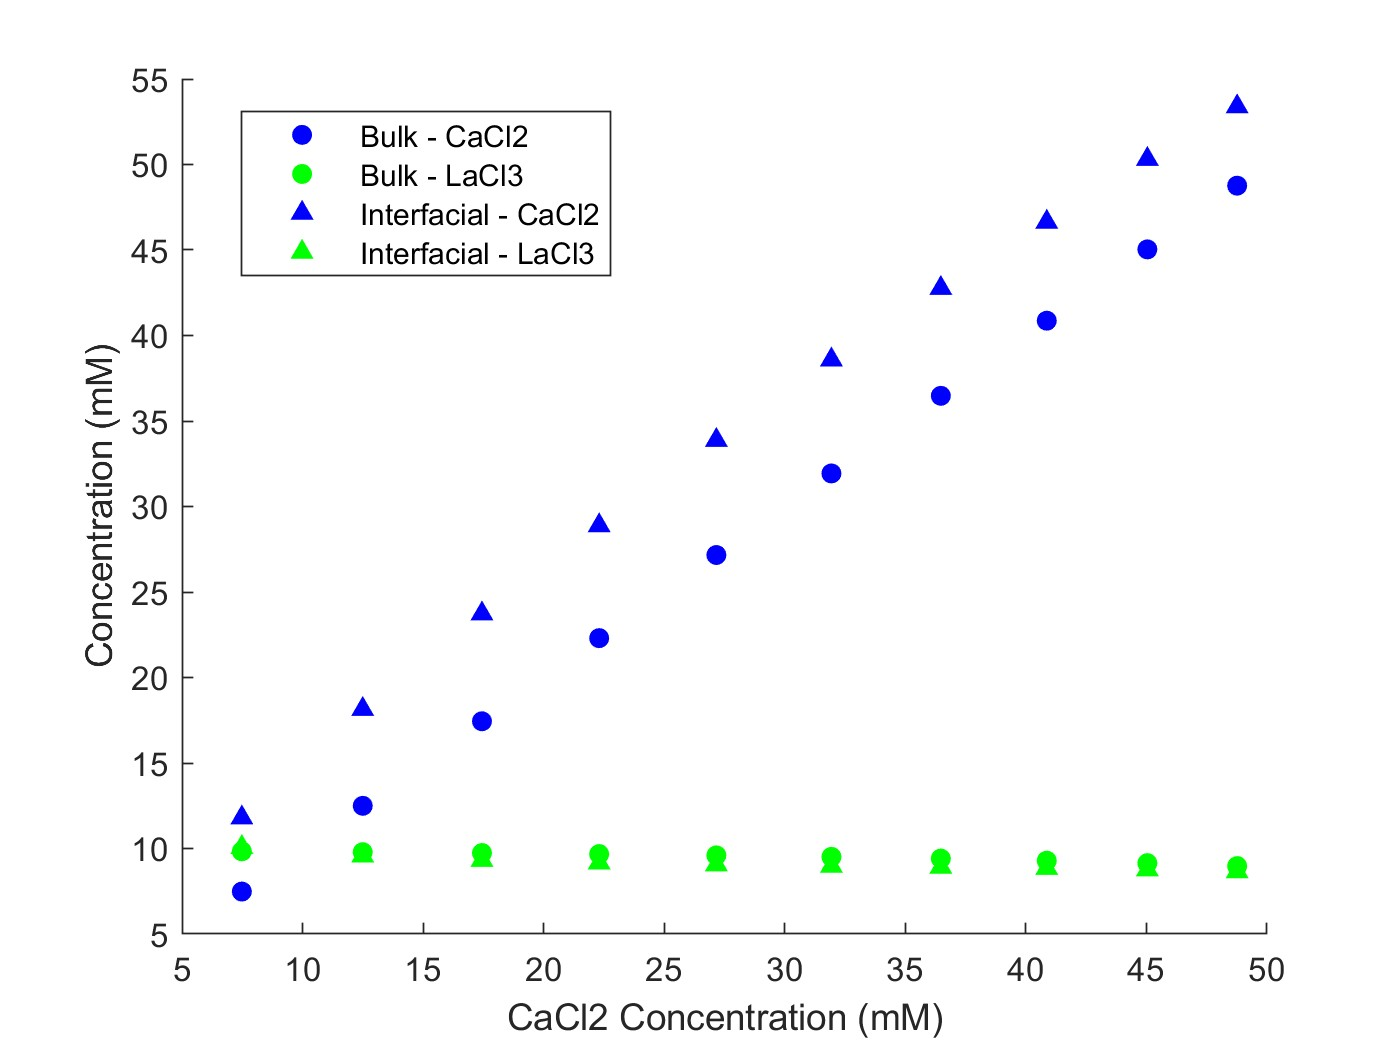 55
50
45
40
35
30
25
20
15
10
5
Concentration (mM)
Bulk - CaCl2
Bulk - LaCl3
Interfacial - CaCl2
Interfacial - LaCl3
5 10 15 20 25 30 35 40 45 50
CaCl2 Concentration (mM)